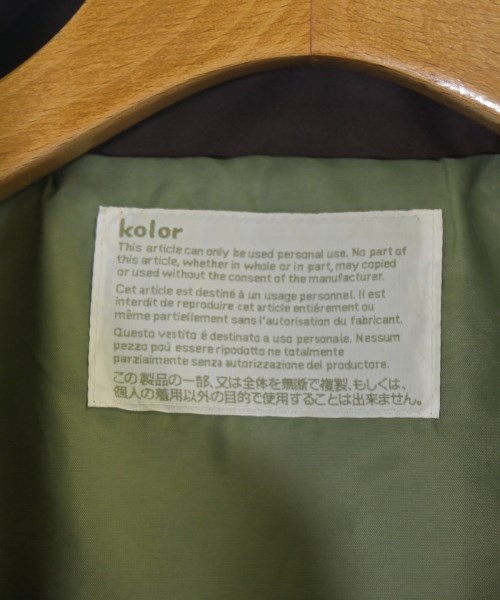 kolor
This article can only be used personal use. No part of
this article, whether in whole or in part, may copied
or used without the consent of the manufacturer.
Cet article est destiné à un usage personnel. Il est
interdit de reproduire cet article entiérement ou
même partiellement sans l'autorisation du fabricant.
Questo vestito é destinato a uso personale. Nessum
pezzo poú essere ripodotto ne totalmente
parzialmente senza autorizzazione del productore.
この製品の一部、又は全体を無断で複製、もしくは、
個人の着用以外の目的で使用することは出来ません。